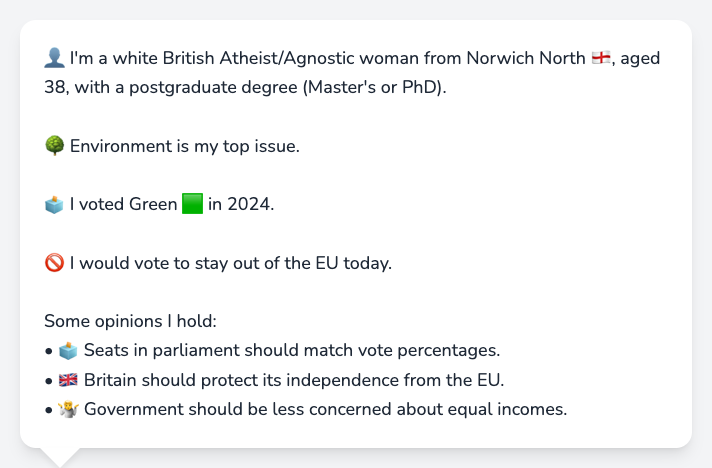 👤 I'm a white British Atheist/Agnostic woman from Norwich North 🏴󠁧󠁢󠁥󠁮󠁧󠁿, aged
38, with a postgraduate degree (Master's or PhD).
🌳 Environment is my top issue.
🗳️ I voted Green 🟩 in 2024.
🚫 I would vote to stay out of the EU today.
Some opinions I hold:
• 🗳️ Seats in parliament should match vote percentages.
• 🇬🇧 Britain should protect its independence from the EU.
• 🤷 Government should be less concerned about equal incomes.